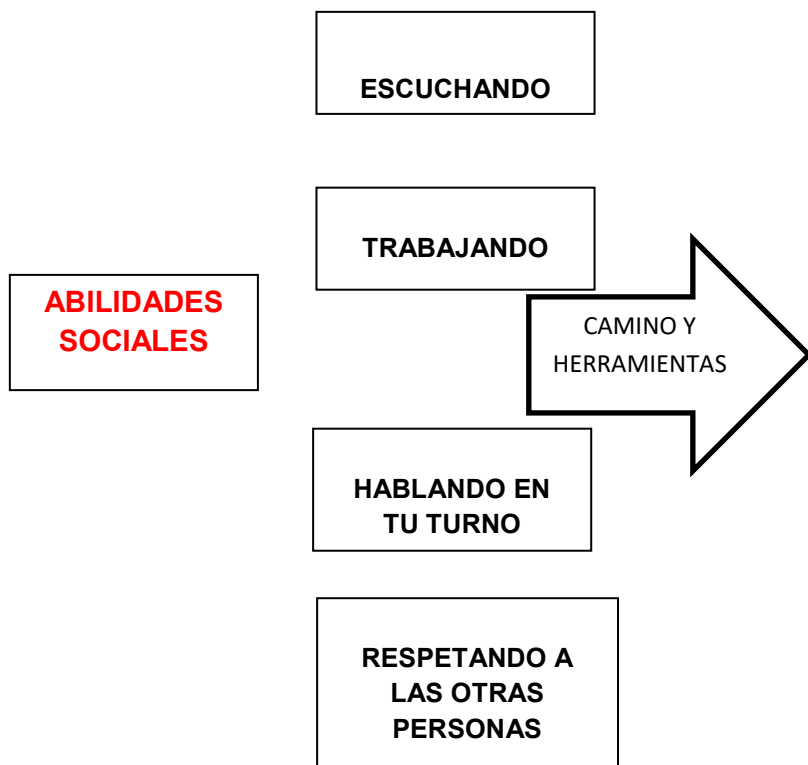 ESCUCHANDO
TRABAJANDO
ABILIDADES
SOCIALES
CAMINO Y
HERRAMIENTAS
HABLANDO EN
TU TURNO
RESPETANDO A
LAS OTRAS
PERSONAS